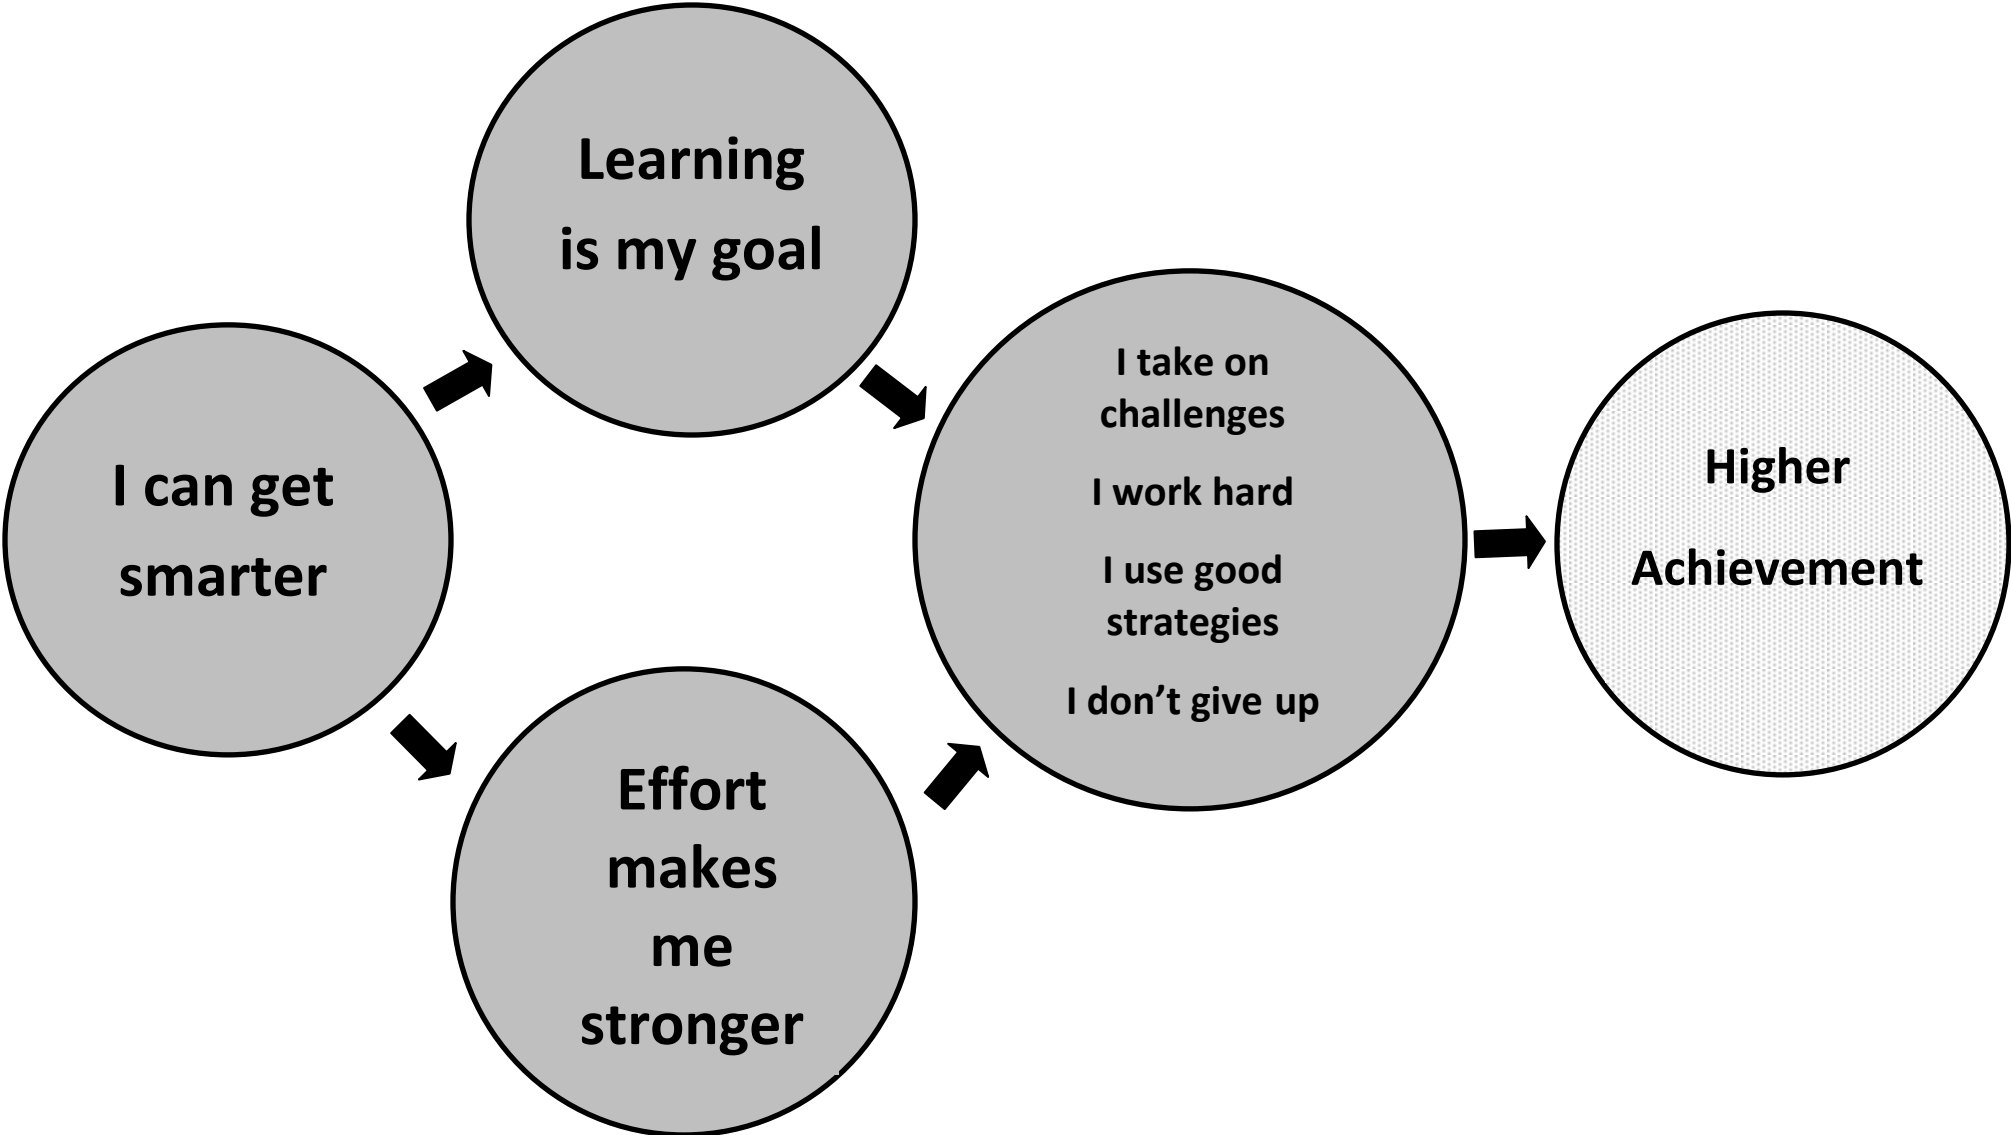 I can get
smarter
Learning
is my goal
Effort
makes
me
stronger
I take on
challenges
I work hard
I use good
strategies
I don’t give up
Higher
Achievement